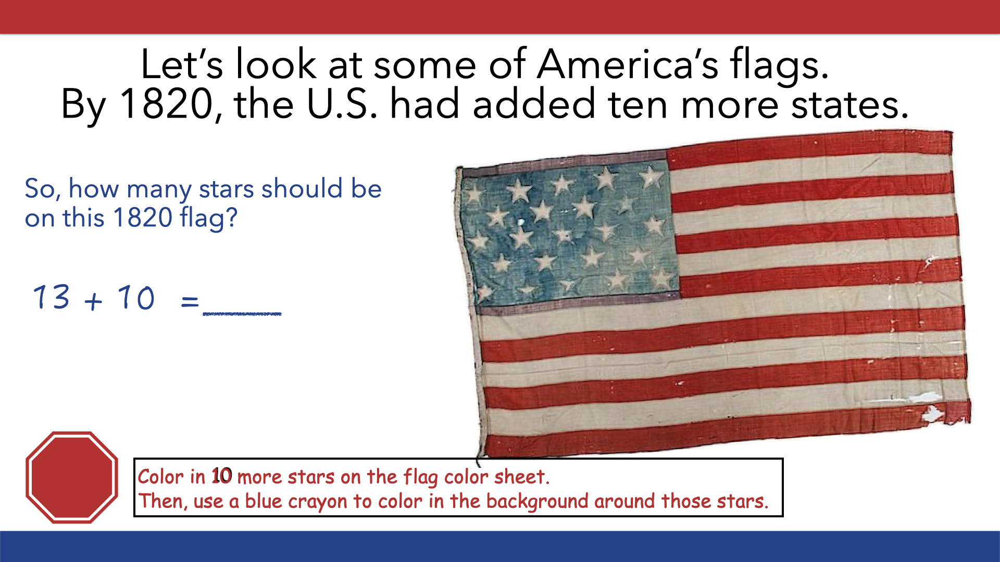 Let’s look at some of America’s flags.
By 1820, the U.S. had added ten more states.
So, how many stars should be
on this 1820 flag?
13 + 10 =_____
Color in 10 more stars on the flag color sheet.
Then, use a blue crayon to color in the background around those stars.